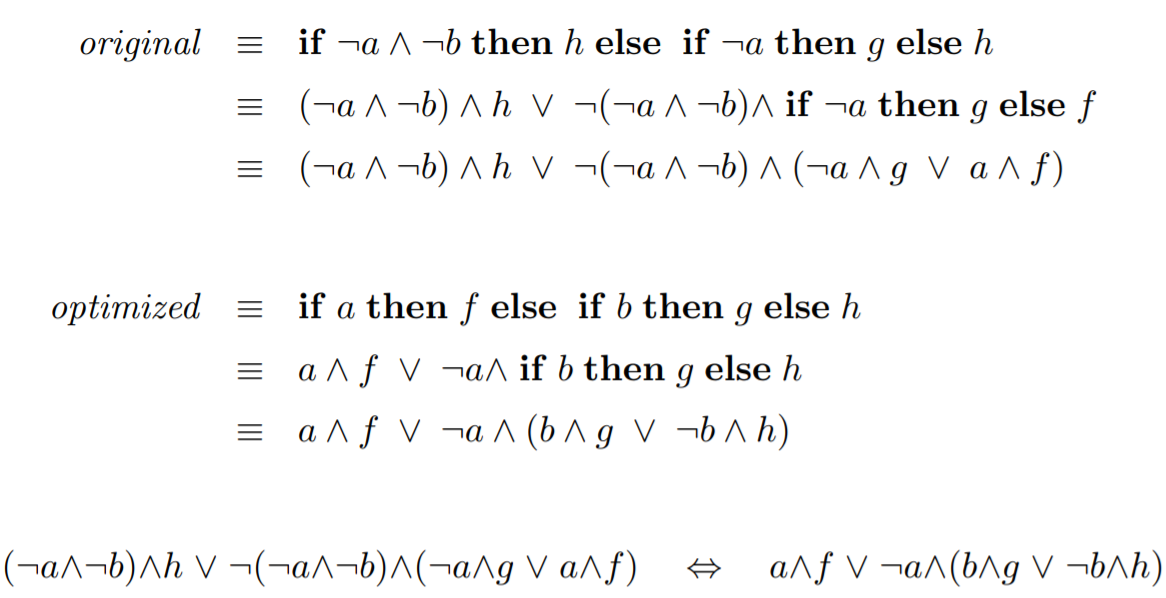 original ≡ if ¬a ∧ ¬b then h else if ¬a then g else h
≡ (¬a ∧ ¬b) ∧ h ∨ ¬(¬a ∧ ¬b)∧ if ¬a then g else f
≡ (¬a ∧ ¬b) ∧ h ∨ ¬(¬a ∧ ¬b) ∧ (¬a ∧ g ∨ a ∧ f)
optimized ≡ if a then f else if b then g else h
≡ a ∧ f ∨ ¬a∧ if b then g else h
≡ a ∧ f ∨ ¬a ∧ (b ∧ g ∨ ¬b ∧ h)
(¬a∧¬b)∧h ∨ ¬(¬a∧¬b)∧(¬a∧g ∨ a∧f) ⇔ a∧f ∨ ¬a∧(b∧g ∨ ¬b∧h)